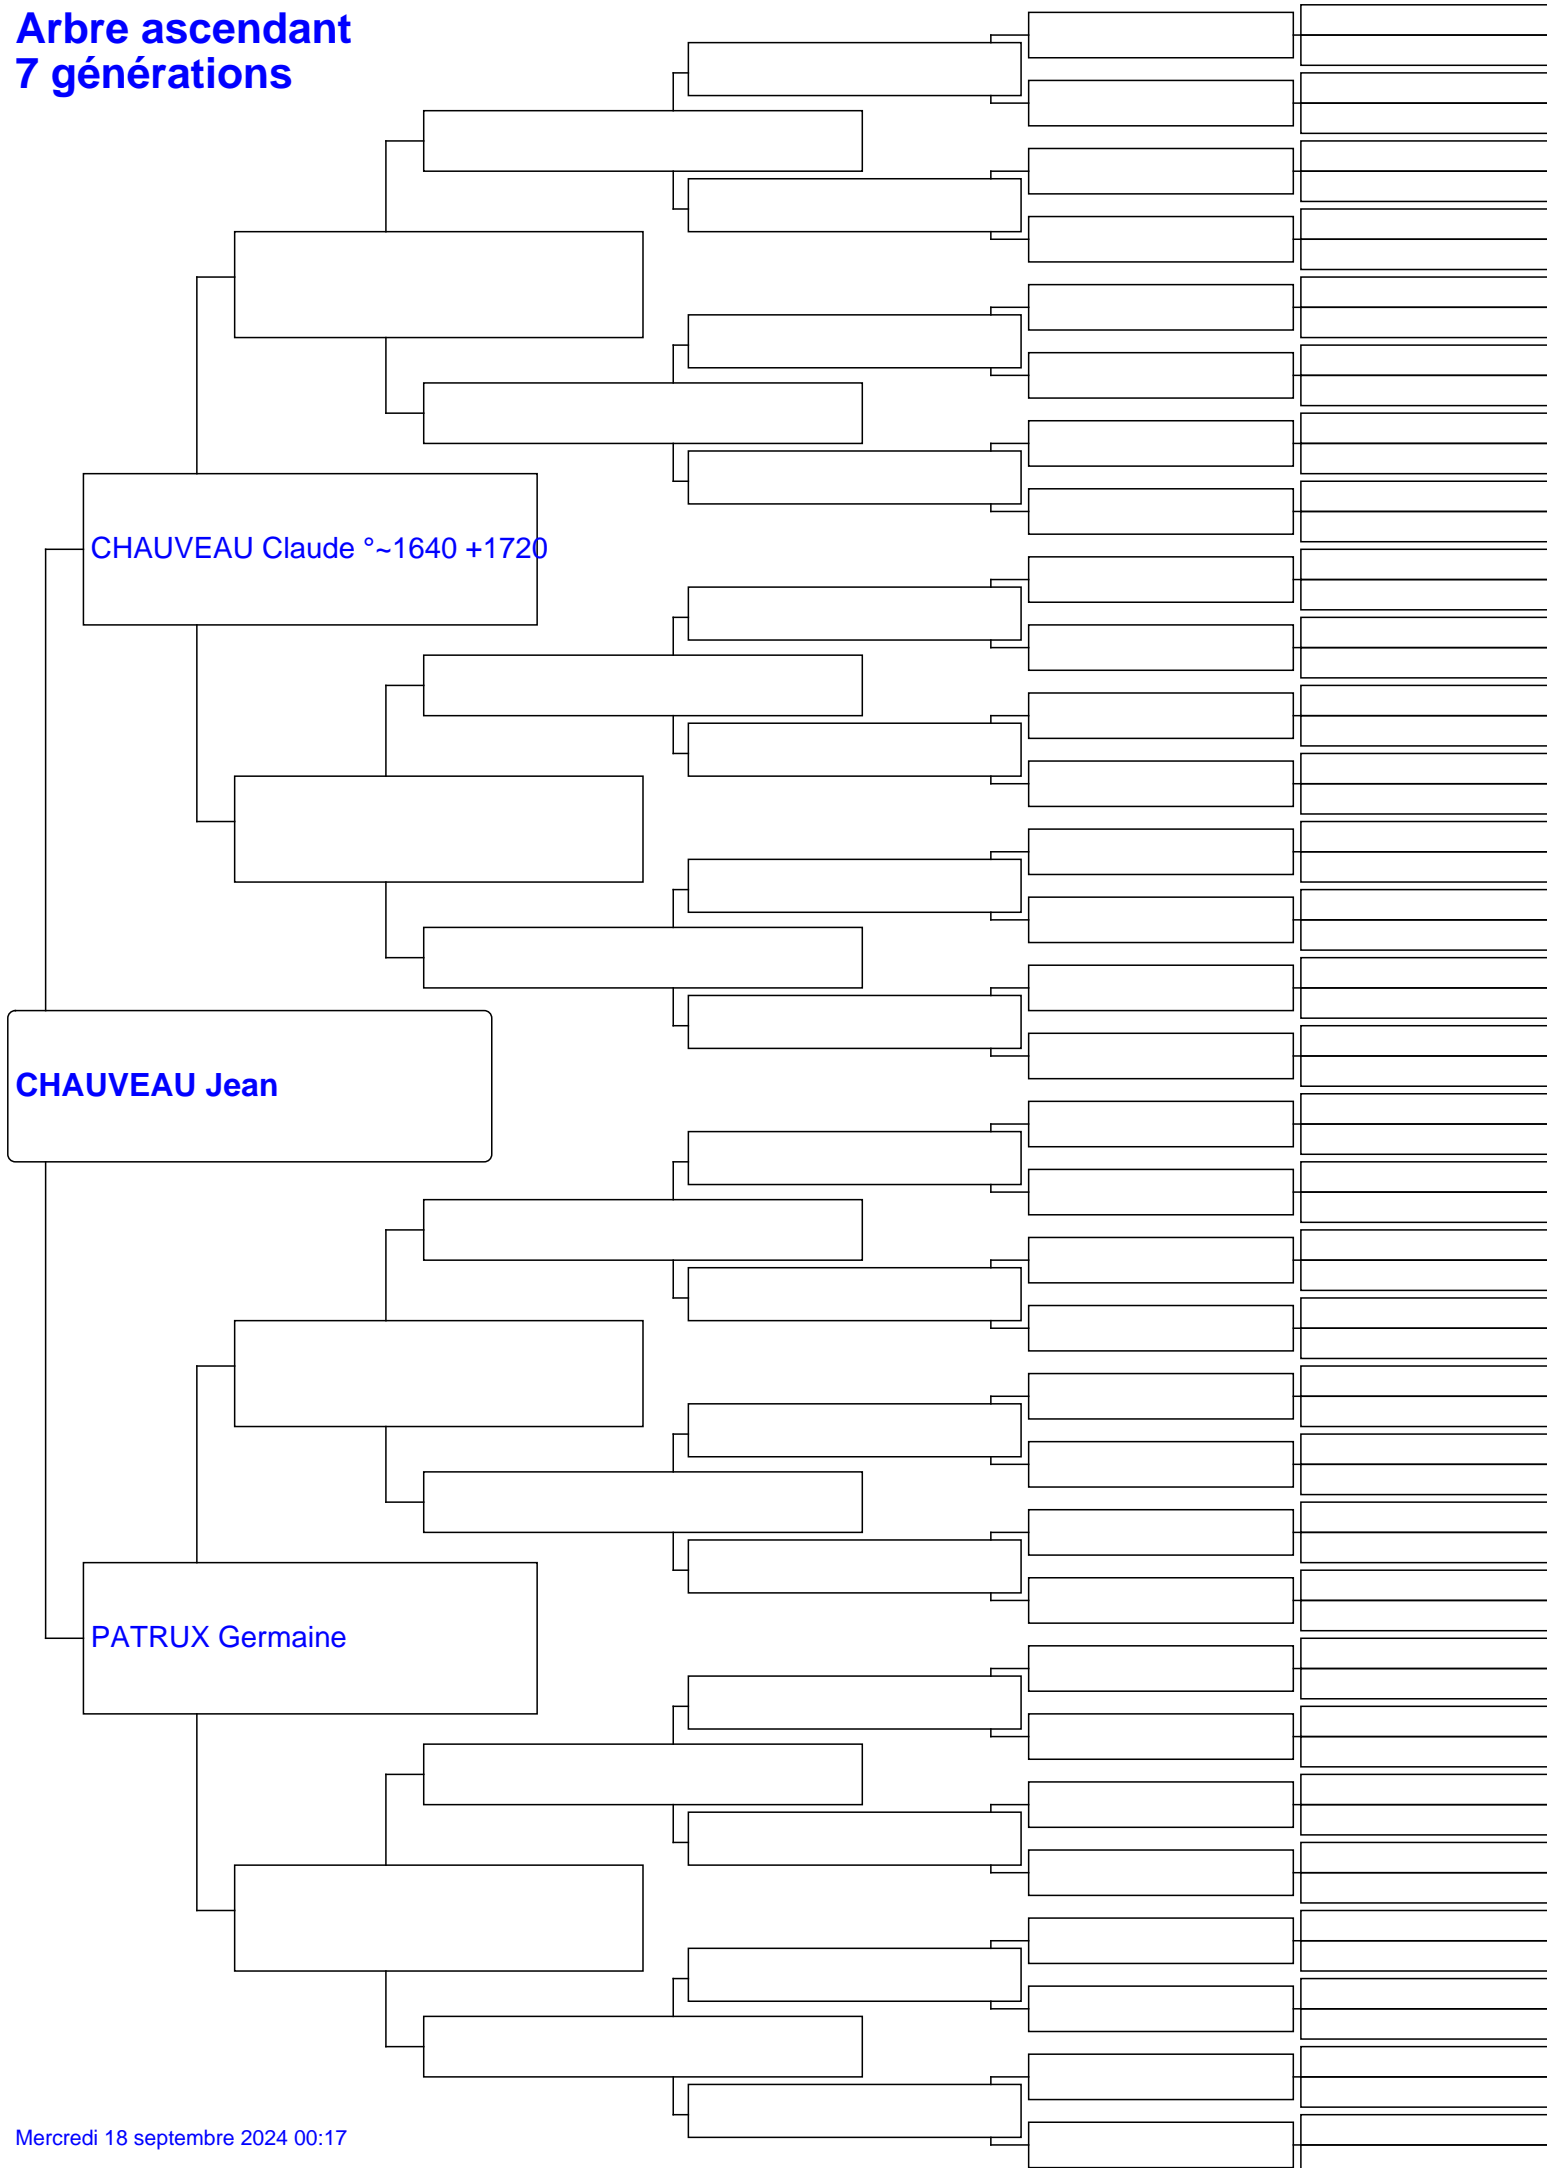 Arbre ascendant
7 générations
CHAUVEAU Claude °~1640 +1720
CHAUVEAU Jean
PATRUX Germaine
Mercredi 18 septembre 2024 00:17